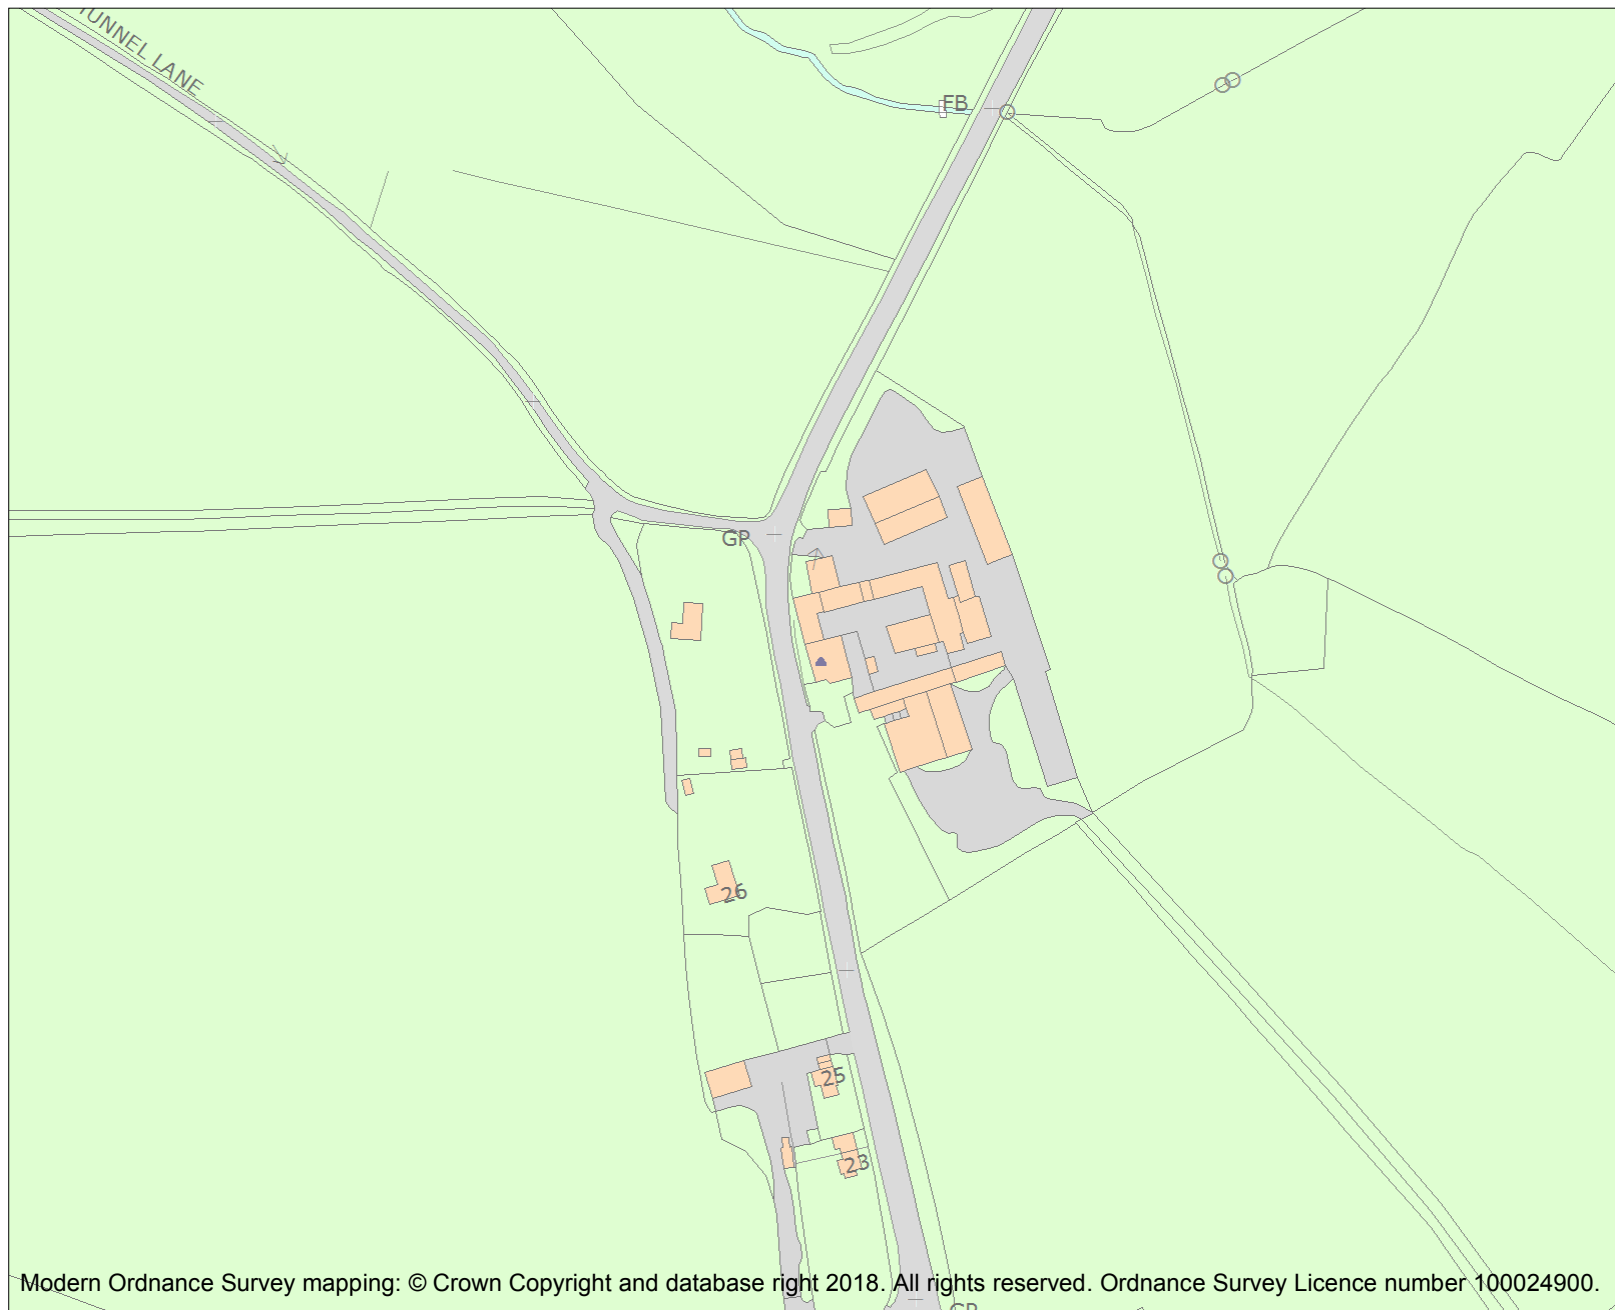 TUNNEL LANE
FB
GP
26
25
23
GP
Modern Ordnance Survey mapping: © Crown Copyright and database right 2018. All rights reserved. Ordnance Survey Licence number 100024900.